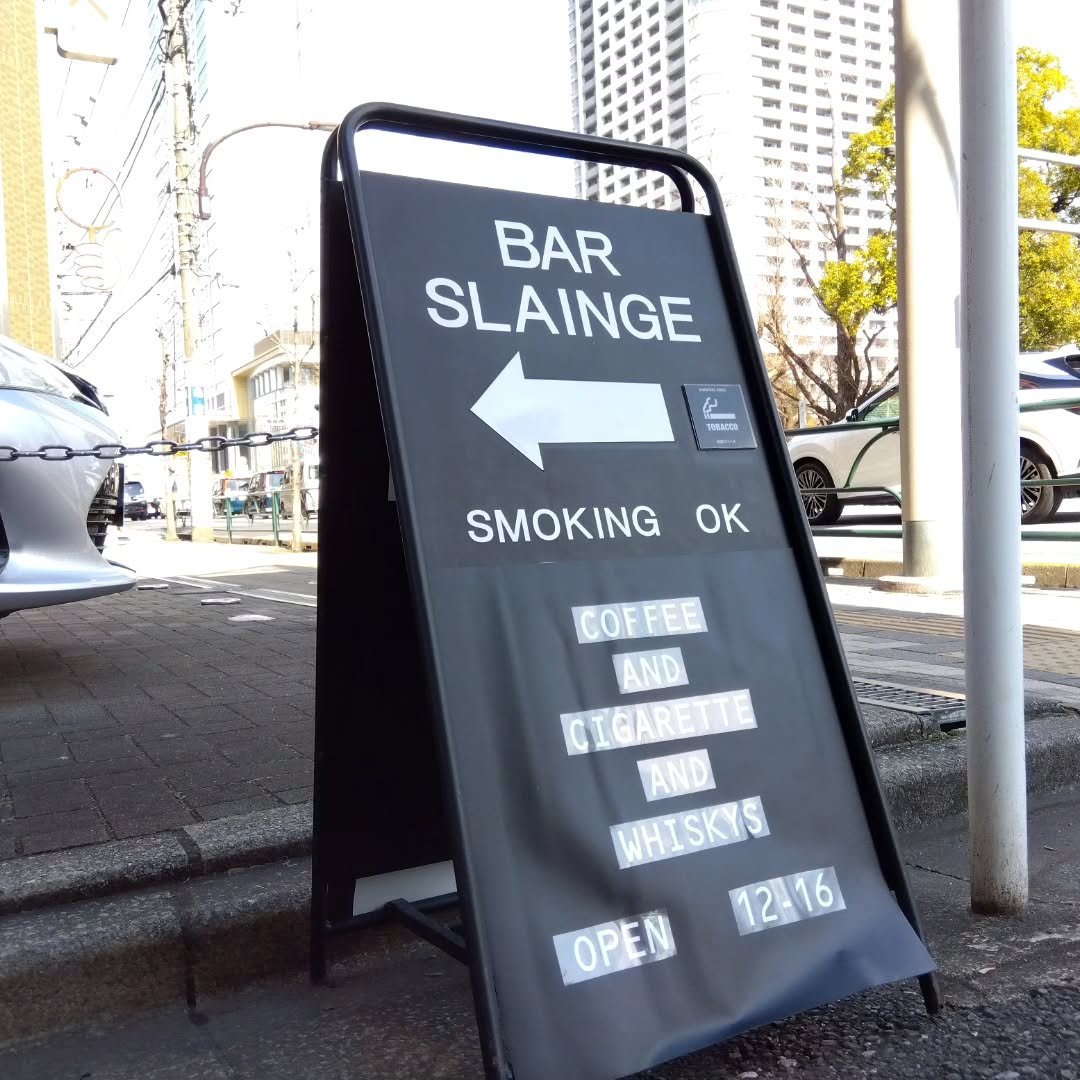 BAR
SLAINGE
TOBACCO
SMOKING OK
COFFEE
AND
CIGARETTE
AND
WHISKYS
OPEN 12-16